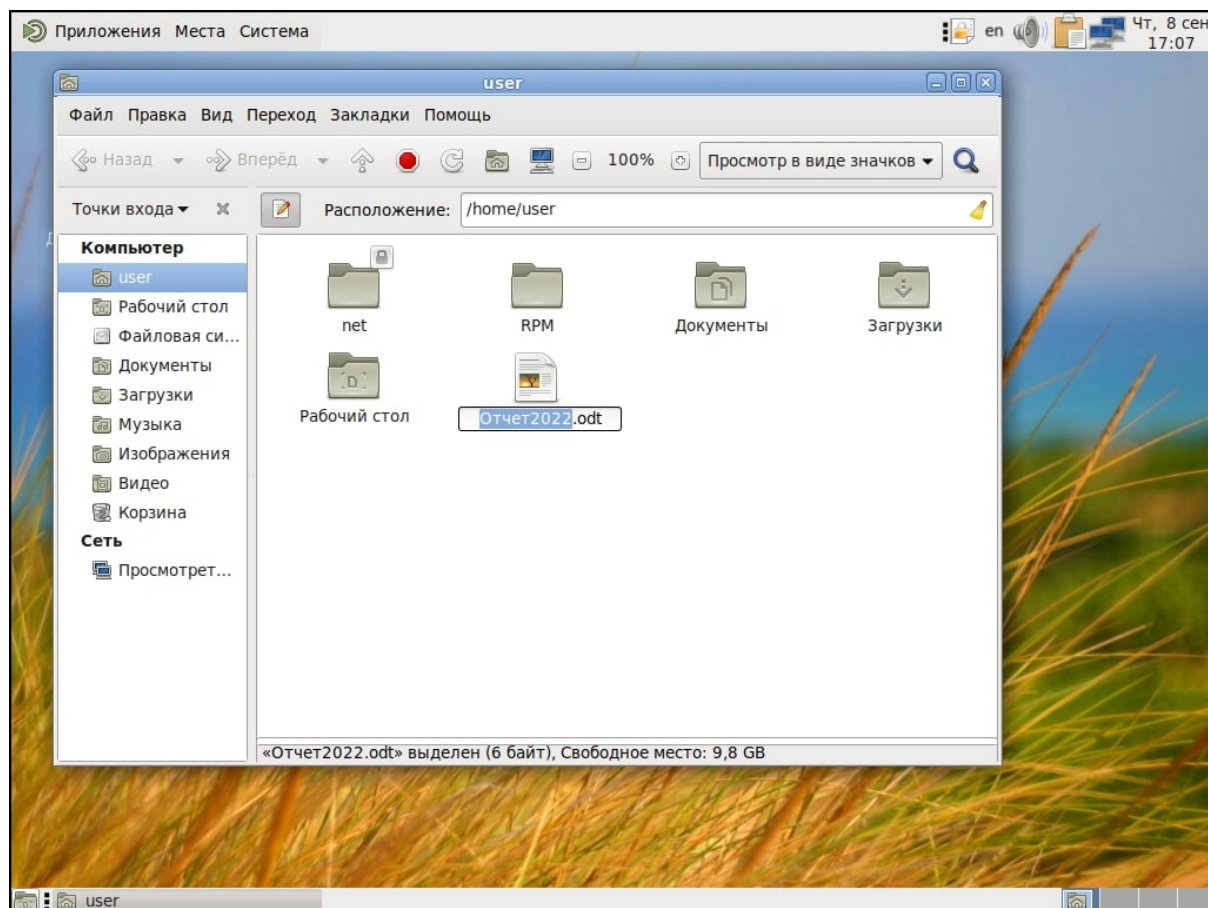 Приложения Места Система
en
Чт, 8 сен
17:07
user
Файл Правка Вид Переход Закладки Помощь
Назад Вперёд 100% Просмотр в виде значков
Точки входа
Расположение: /home/user
Компьютер
user
Рабочий стол
Файловая си...
Документы
Загрузки
Музыка
Изображения
Видео
Корзина
Сеть
Просмотрет...
net
RPM
Документы
Загрузки
Рабочий стол
Отчет2022.odt
«Отчет2022.odt» выделен (6 байт), Свободное место: 9,8 GB
user